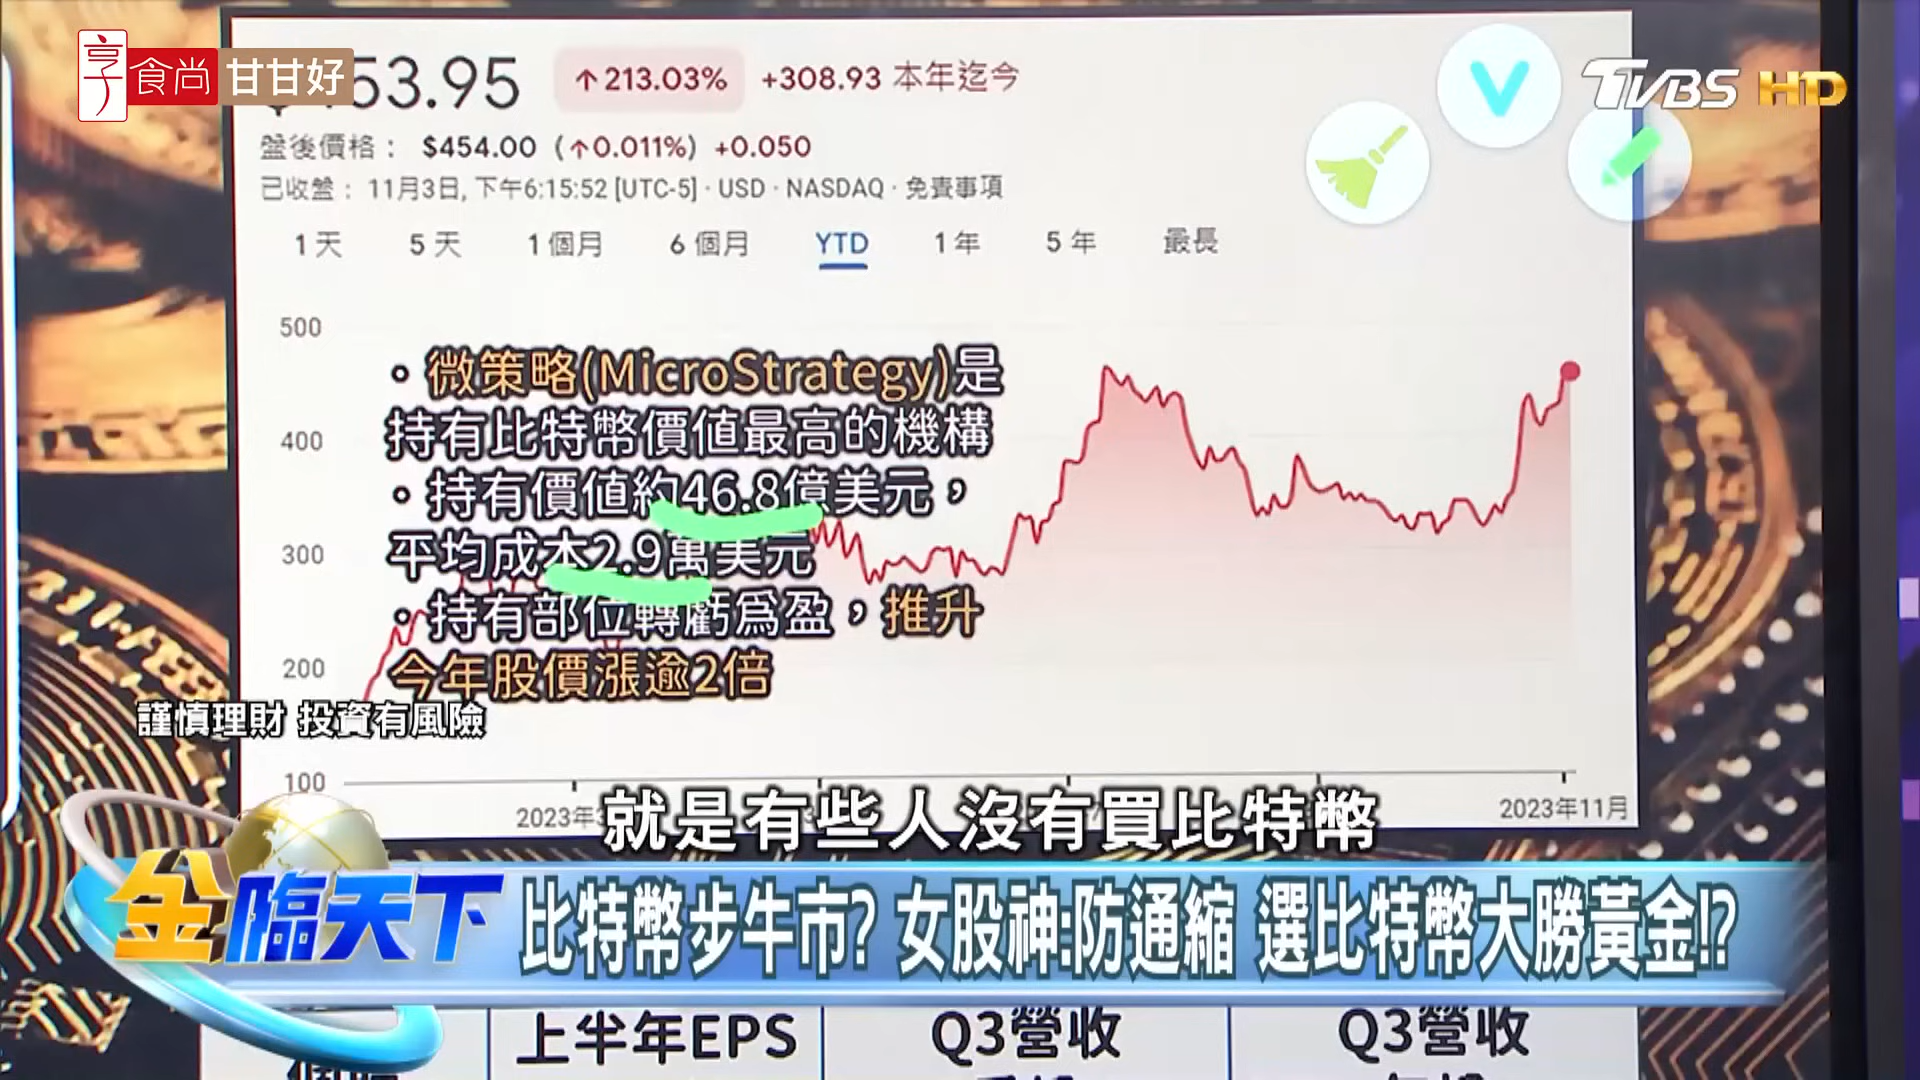 享
食尚 甘甘好
53.95 ↑213.03% +308.93 本年迄今
TVBS HD
盤後價格： $454.00 (↑0.011%) +0.050
已收盤： 11月3日, 下午6:15:52 [UTC-5] · USD · NASDAQ · 免責事項
1 天 5 天 1 個月 6 個月 YTD 1 年 5 年 最長
500
400
300
200
100
• 微策略(MicroStrategy)是
持有比特幣價值最高的機構
• 持有價值約46.8億美元，
平均成本2.9萬美元
• 持有部位轉虧為盈，推升
今年股價漲逾2倍
謹慎理財 投資有風險
2023年 2023年11月
就是有些人沒有買比特幣
金臨天下
比特幣步牛市? 女股神:防通縮 選比特幣大勝黃金!?
上半年EPS Q3營收 Q3營收